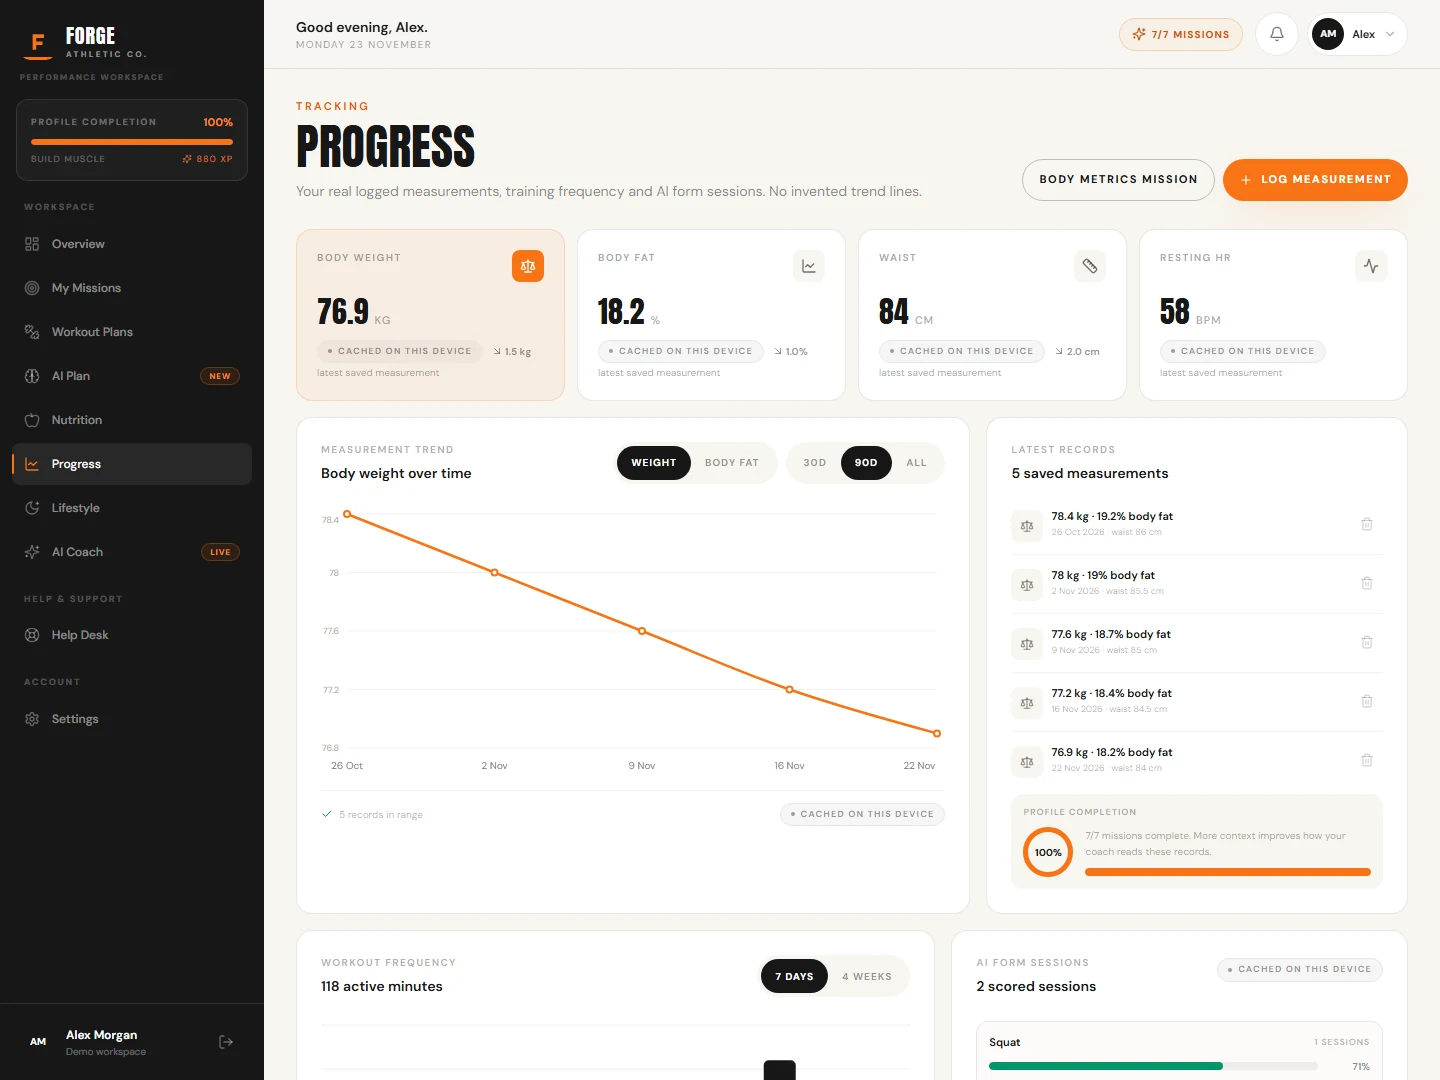 F
FORGE
ATHLETIC CO.
PERFORMANCE WORKSPACE
PROFILE COMPLETION 100%
BUILD MUSCLE 880 XP
WORKSPACE
Overview
My Missions
Workout Plans
AI Plan NEW
Nutrition
Progress
Lifestyle
AI Coach LIVE
HELP & SUPPORT
Help Desk
ACCOUNT
Settings
AM
Alex Morgan
Demo workspace
Good evening, Alex.
MONDAY 23 NOVEMBER
7/7 MISSIONS
AM Alex
TRACKING
PROGRESS
Your real logged measurements, training frequency and AI form sessions. No invented trend lines.
BODY METRICS MISSION
+ LOG MEASUREMENT
BODY WEIGHT
76.9 KG
CACHED ON THIS DEVICE 1.5 kg
latest saved measurement
BODY FAT
18.2 %
CACHED ON THIS DEVICE 1.0%
latest saved measurement
WAIST
84 CM
CACHED ON THIS DEVICE 2.0 cm
latest saved measurement
RESTING HR
58 BPM
CACHED ON THIS DEVICE
latest saved measurement
MEASUREMENT TREND
Body weight over time
WEIGHT BODY FAT
30D 90D ALL
78.4
78
77.6
77.2
76.8
26 Oct 2 Nov 9 Nov 16 Nov 22 Nov
5 records in range
CACHED ON THIS DEVICE
LATEST RECORDS
5 saved measurements
78.4 kg · 19.2% body fat
26 Oct 2026 · waist 86 cm
78 kg · 19% body fat
2 Nov 2026 · waist 85.5 cm
77.6 kg · 18.7% body fat
9 Nov 2026 · waist 85 cm
77.2 kg · 18.4% body fat
16 Nov 2026 · waist 84.5 cm
76.9 kg · 18.2% body fat
22 Nov 2026 · waist 84 cm
PROFILE COMPLETION
100%
7/7 missions complete. More context improves how your
coach reads these records.
WORKOUT FREQUENCY
118 active minutes
7 DAYS 4 WEEKS
AI FORM SESSIONS
2 scored sessions
CACHED ON THIS DEVICE
Squat 1 SESSIONS
71%